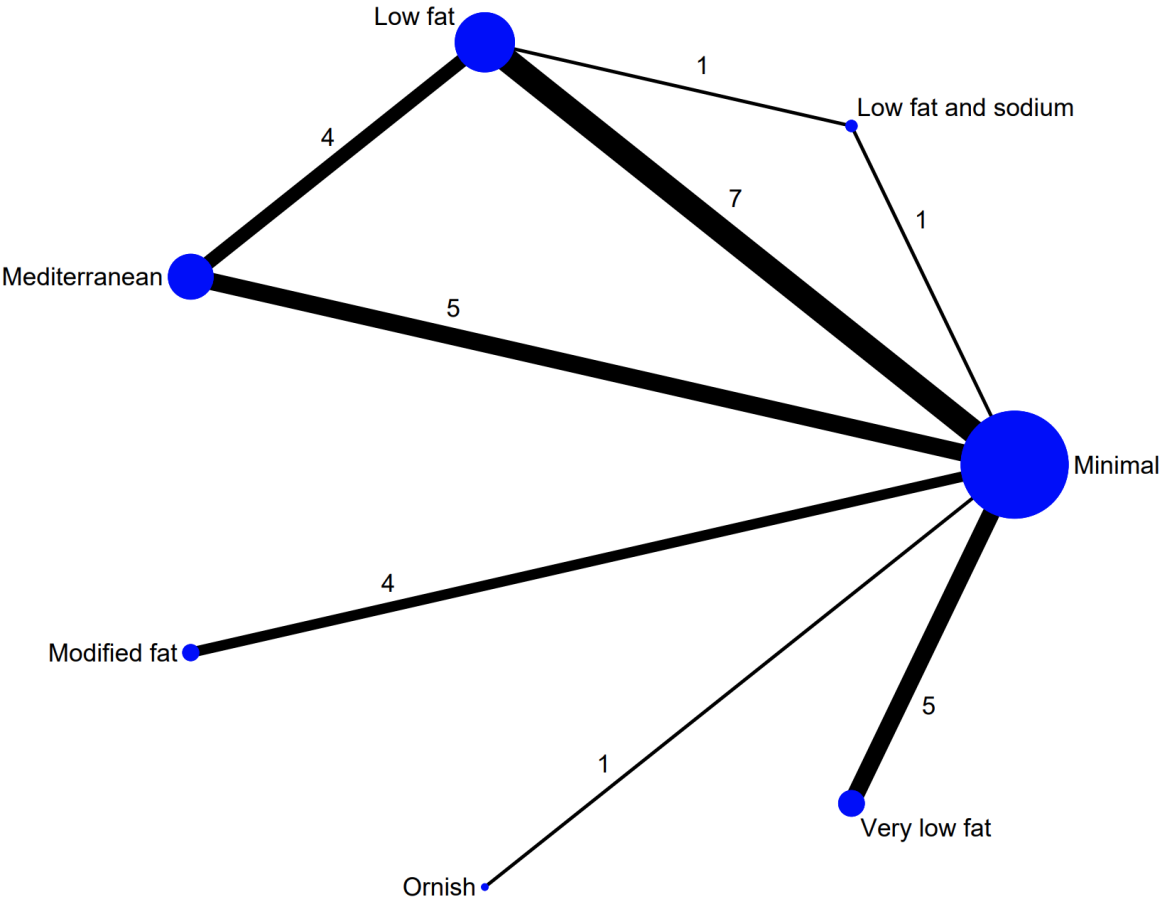 Low fat
1
Low fat and sodium
4
7
1
Mediterranean
5
Minimal
4
Modified fat
5
1
Very low fat
Ornish